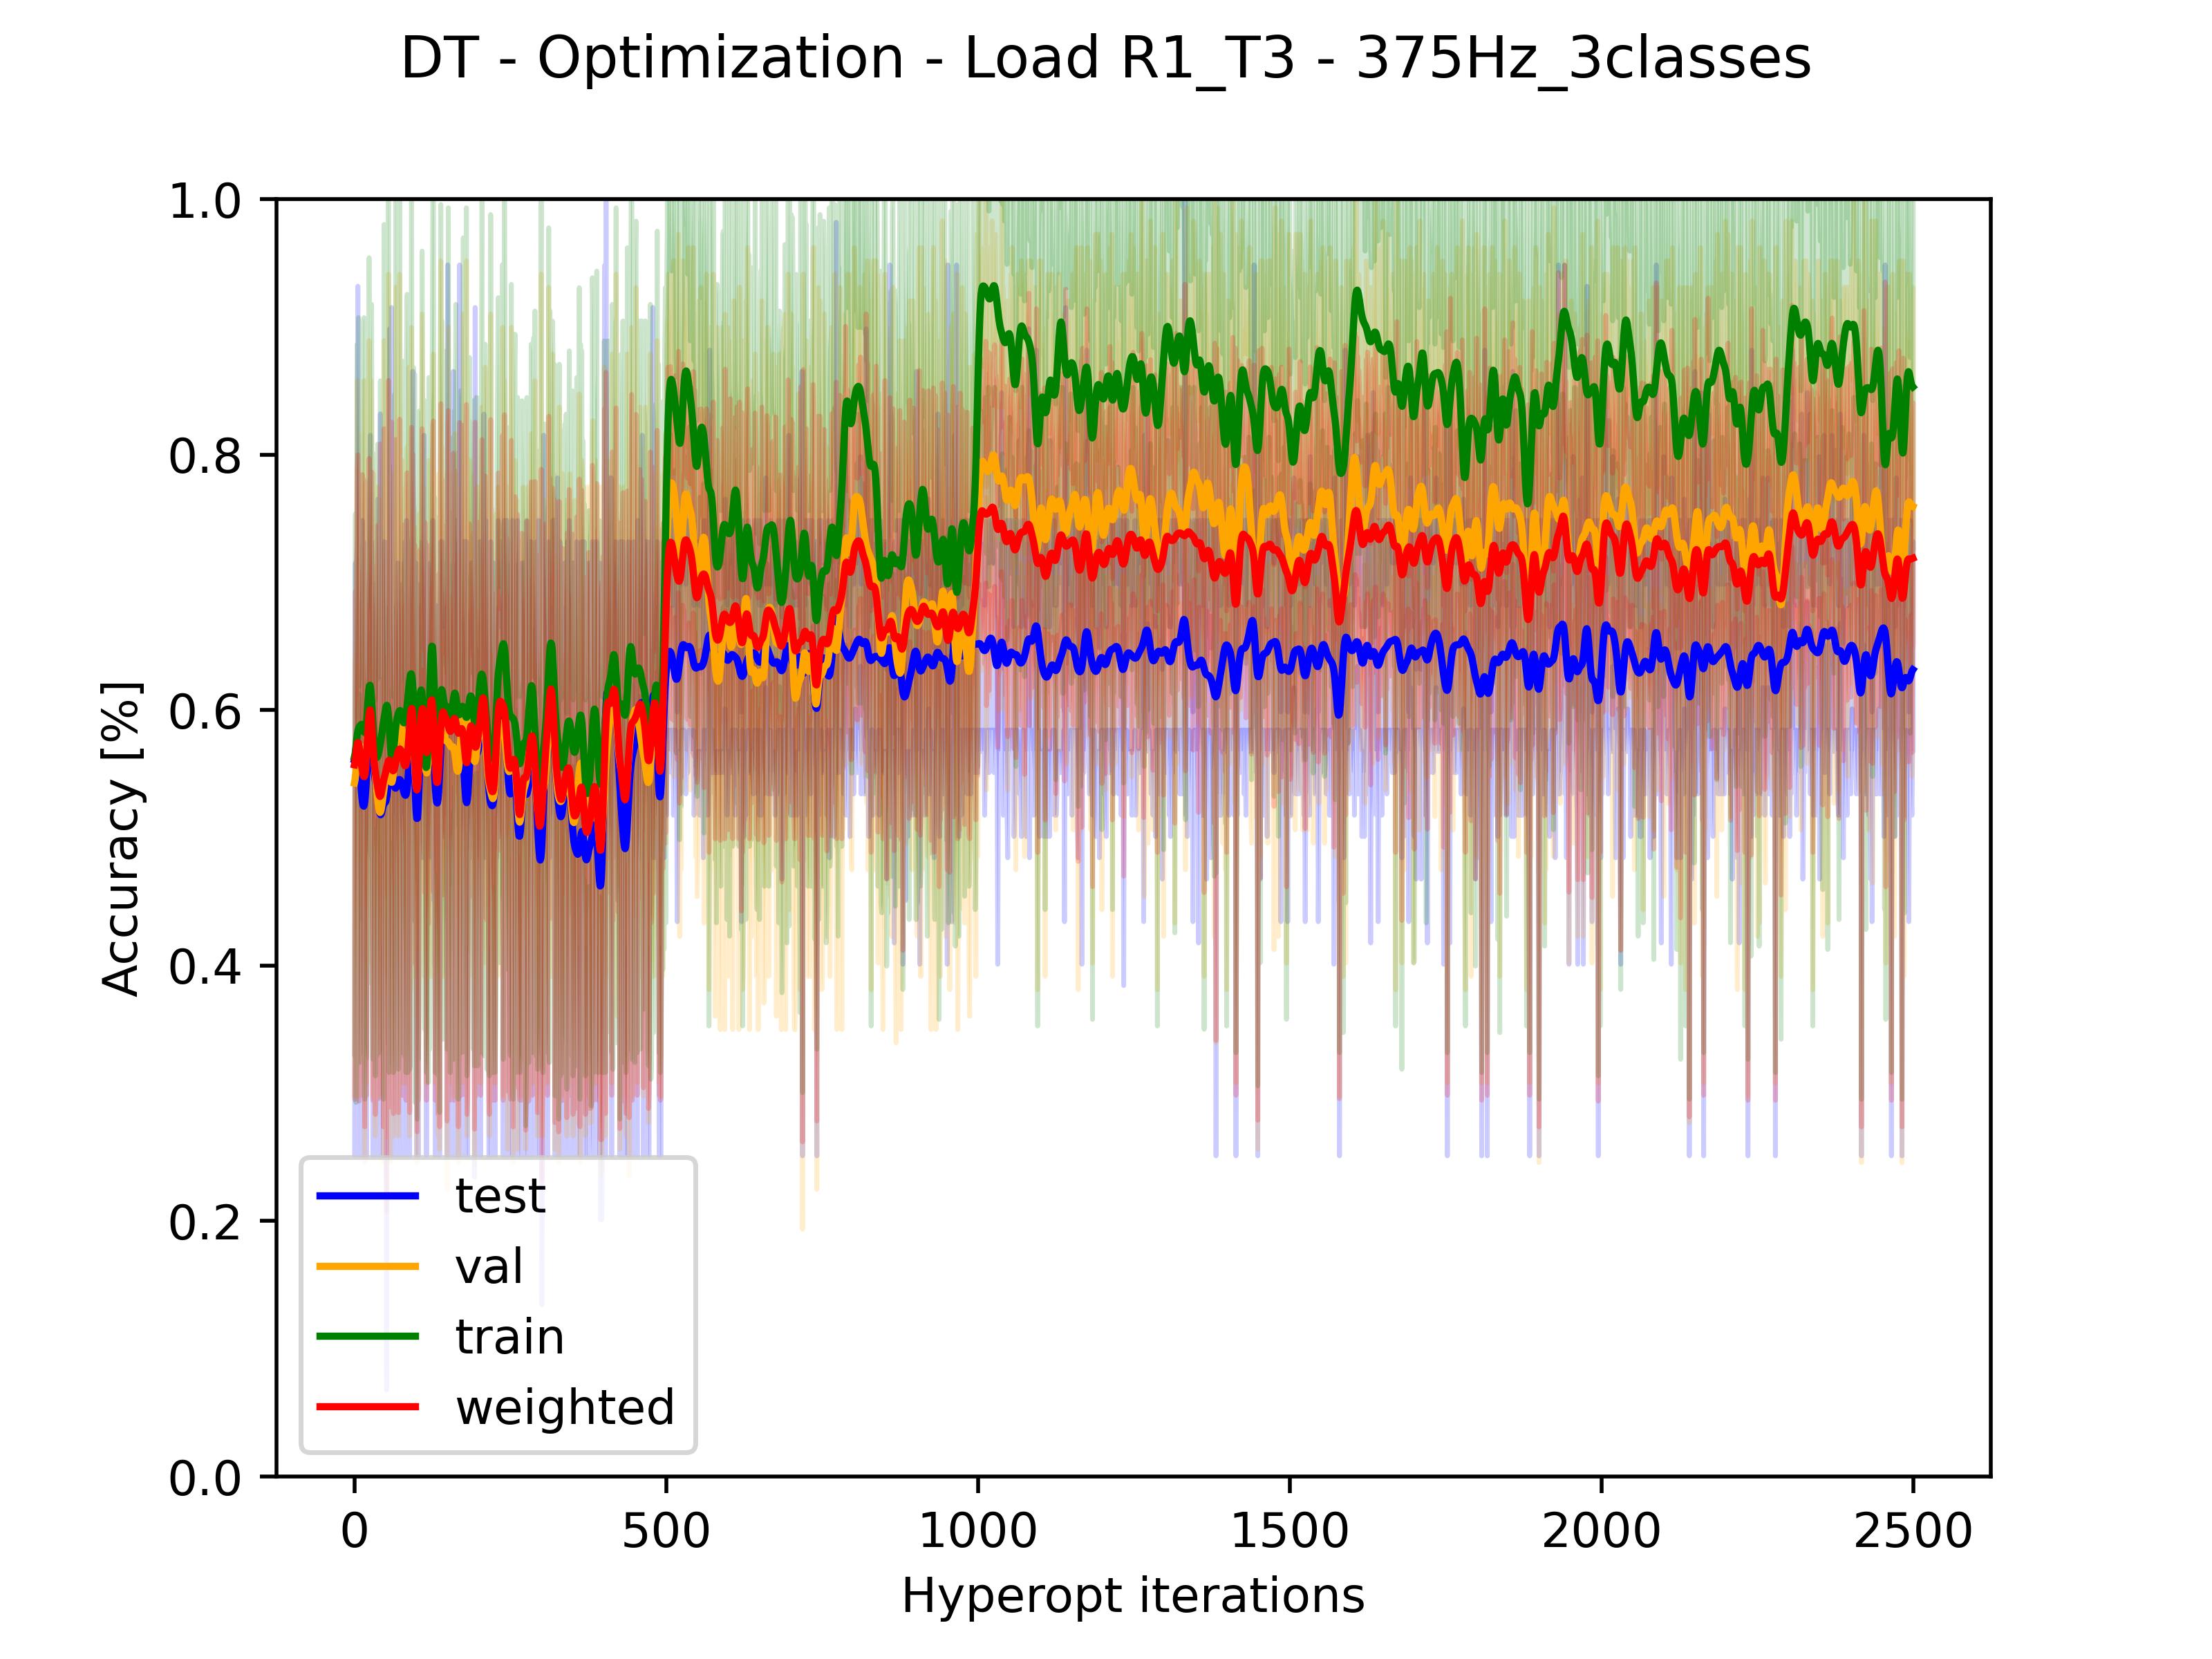 DT - Optimization - Load R1_T3 - 375Hz_3classes
1.0
0.8
0.6
0.4
0.2
0.0
Accuracy [%]
test
val
train
weighted
0 500 1000 1500 2000 2500
Hyperopt iterations